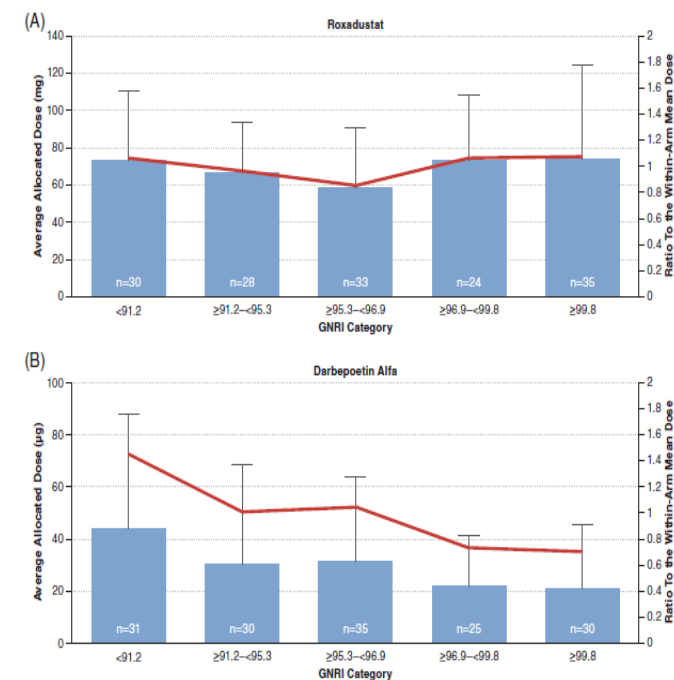 (A)
Roxadustat
Average Allocated Dose (mg)
140
120
100
80
60
40
20
0
2
1.8
1.6
1.4
1.2
1
0.8
0.6
0.4
0.2
0
Ratio To the Within-Arm Mean Dose
n=30 n=28 n=33 n=24 n=35
<91.2 ≥91.2–<95.3 ≥95.3–<96.9 ≥96.9–<99.8 ≥99.8
GNRI Category
(B)
Darbepoetin Alfa
Average Allocated Dose (µg)
100
80
60
40
20
0
2
1.8
1.6
1.4
1.2
1
0.8
0.6
0.4
0.2
0
Ratio To the Within-Arm Mean Dose
n=31 n=30 n=35 n=25 n=30
<91.2 ≥91.2–<95.3 ≥95.3–<96.9 ≥96.9–<99.8 ≥99.8
GNRI Category